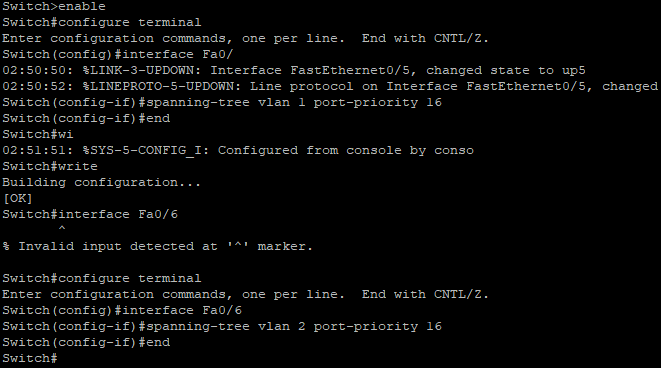 Switch>enable
Switch#configure terminal
Enter configuration commands, one per line.  End with CNTL/Z.
Switch(config)#interface Fa0/
02:50:50: %LINK-3-UPDOWN: Interface FastEthernet0/5, changed state to up5
02:50:52: %LINEPROTO-5-UPDOWN: Line protocol on Interface FastEthernet0/5, changed
Switch(config-if)#spanning-tree vlan 1 port-priority 16
Switch(config-if)#end
Switch#wi
02:51:51: %SYS-5-CONFIG_I: Configured from console by conso
Switch#write
Building configuration...
[OK]
Switch#interface Fa0/6
^
% Invalid input detected at '^' marker.
Switch#configure terminal
Enter configuration commands, one per line.  End with CNTL/Z.
Switch(config)#interface Fa0/6
Switch(config-if)#spanning-tree vlan 2 port-priority 16
Switch(config-if)#end
Switch#